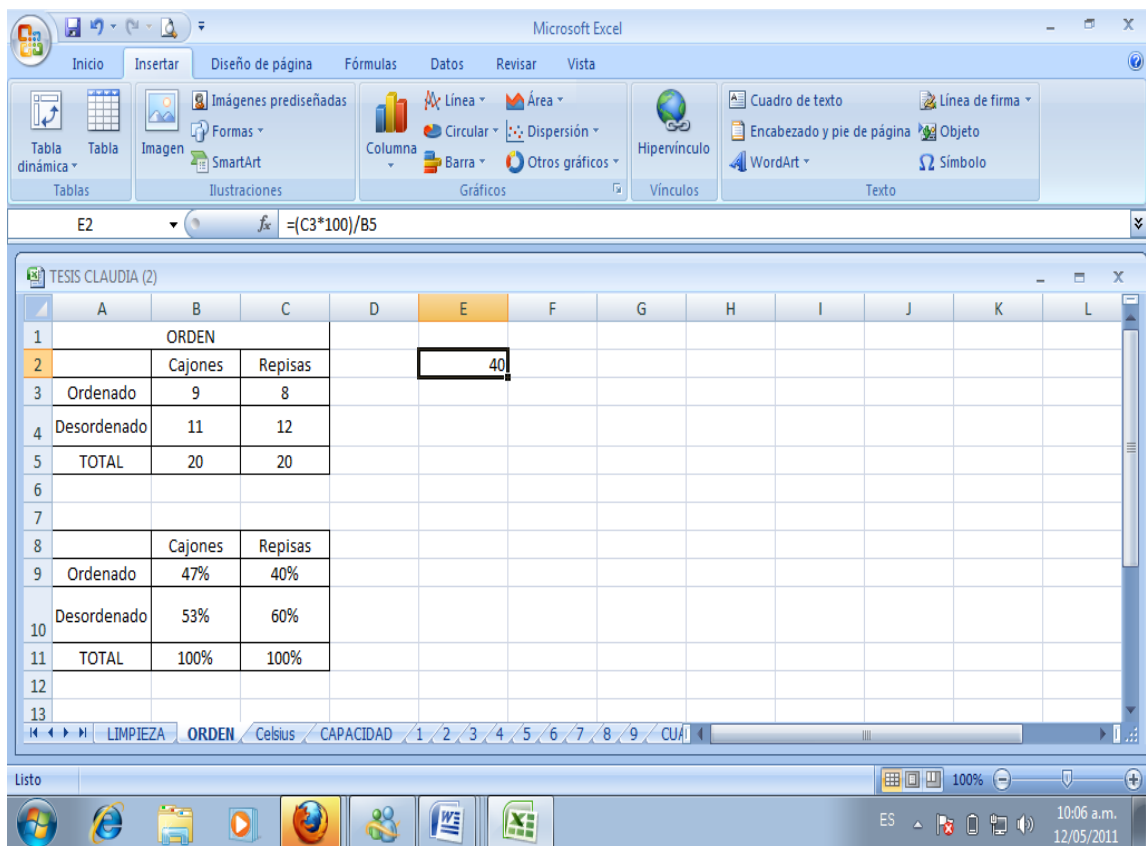 Microsoft Excel
Inicio Insertar Diseño de página Fórmulas Datos Revisar Vista
Tabla dinámica
Tabla
Tablas
Imagen
Imágenes prediseñadas
Formas
SmartArt
Ilustraciones
Columna
Línea
Circular
Barra
Área
Dispersión
Otros gráficos
Gráficos
Hipervínculo
Vínculos
Cuadro de texto
Encabezado y pie de página
WordArt
Línea de firma
Objeto
Símbolo
Texto
E2 fx =(C3*100)/B5
TESIS CLAUDIA (2)
A B C D E F G H I J K L
1 ORDEN
2 Cajones Repisas 40
3 Ordenado 9 8
4 Desordenado 11 12
5 TOTAL 20 20
6
7
8 Cajones Repisas
9 Ordenado 47% 40%
10 Desordenado 53% 60%
11 TOTAL 100% 100%
12
13
LIMPIEZA ORDEN Celsius CAPACIDAD 1 2 3 4 5 6 7 8 9
Listo 100%
ES 10:06 a.m.
12/05/2011